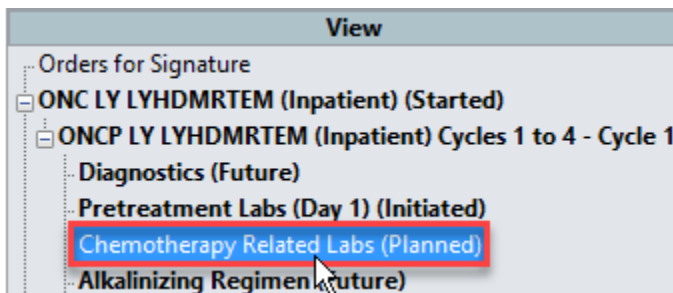 View
Orders for Signature
ONC LY LYHDMRTEM (Inpatient) (Started)
ONCP LY LYHDMRTEM (Inpatient) Cycles 1 to 4 - Cycle 1
Diagnostics (Future)
Pretreatment Labs (Day 1) (Initiated)
Chemotherapy Related Labs (Planned)
Alkalinizing Regimen (Future)